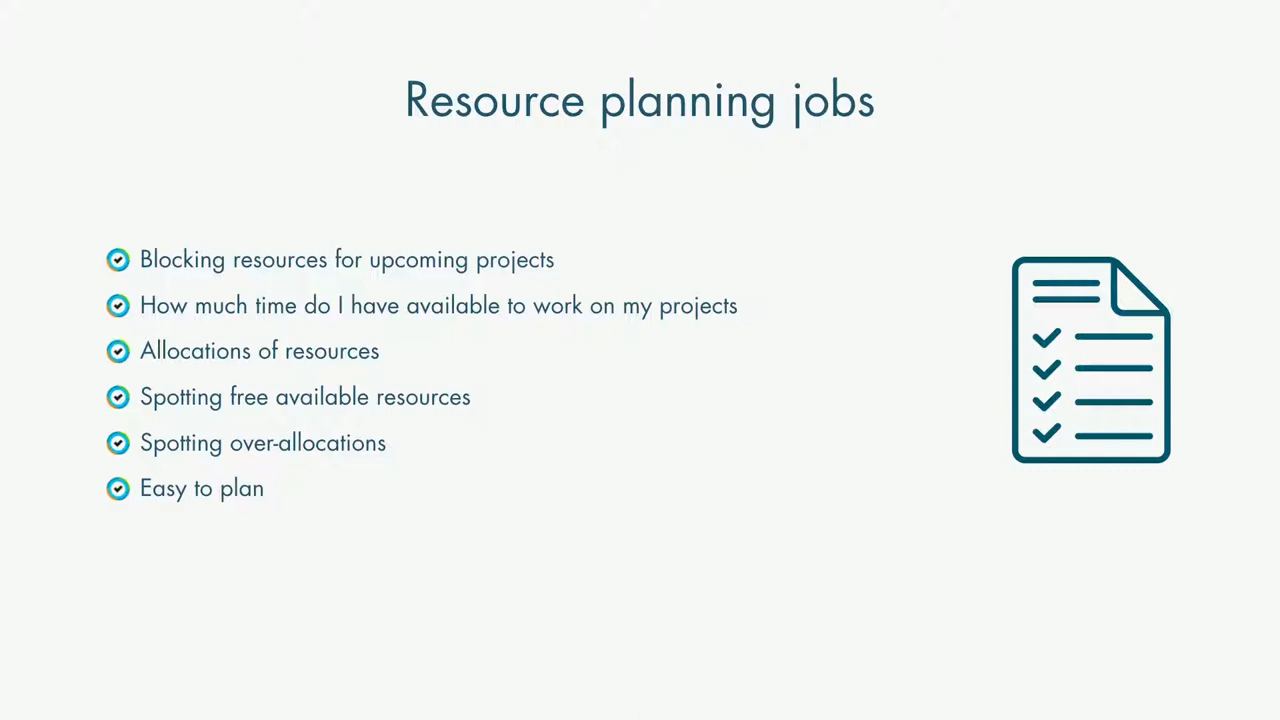 Resource planning jobs
Blocking resources for upcoming projects
How much time do I have available to work on my projects
Allocations of resources
Spotting free available resources
Spotting over-allocations
Easy to plan